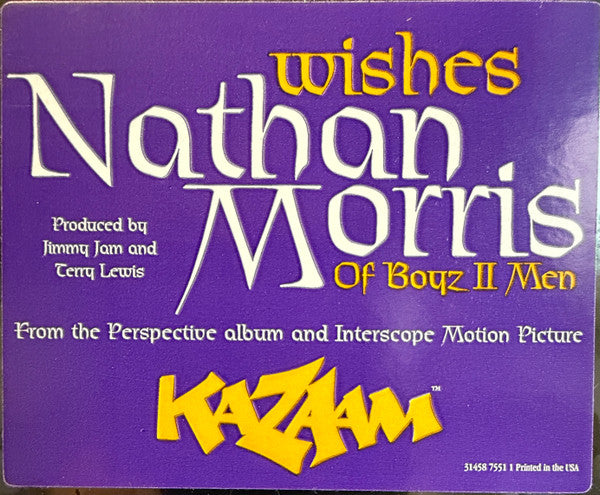 wishes
Nathan
Morris
Produced by
Jimmy Jam and
Terry Lewis
Of Boyz II Men
From the Perspective album and Interscope Motion Picture
KAZAAM™
31458 7551 1 Printed in the USA